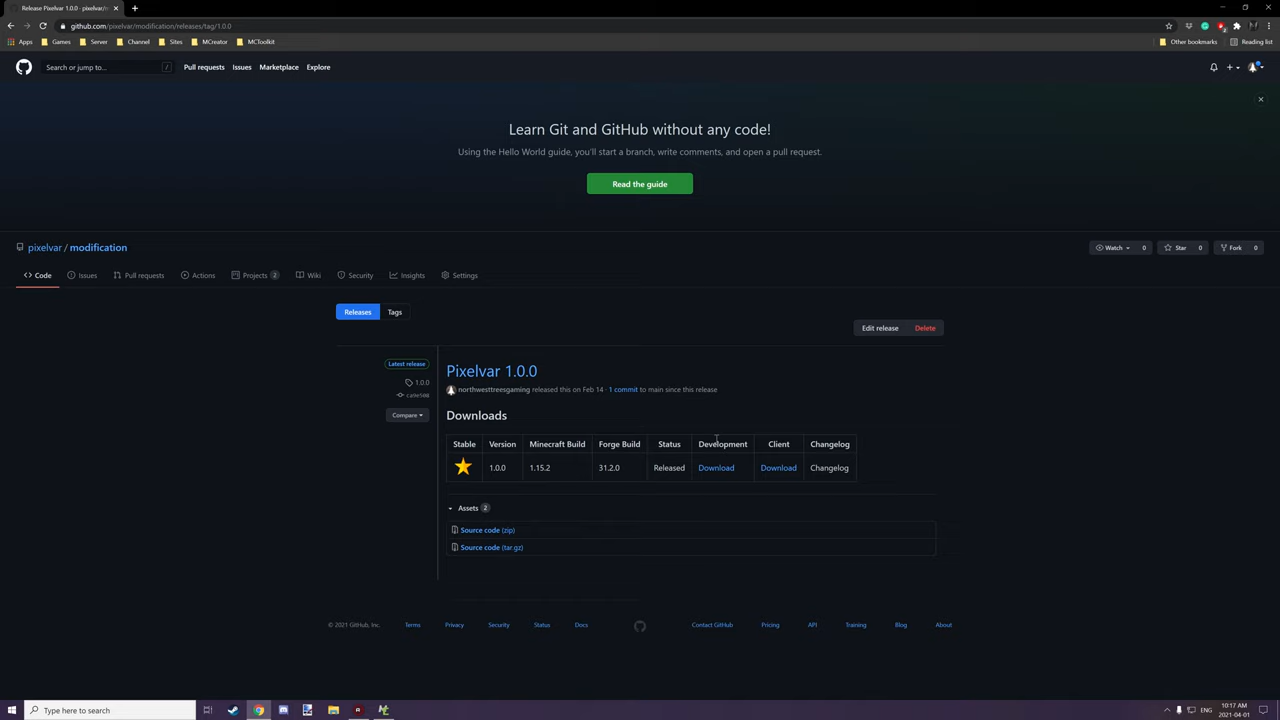 Release Pixelvar 1.0.0 · pixelvar/
github.com/pixelvar/modification/releases/tag/1.0.0
Apps Games Server Channel Sites MCreator MCToolkit Other bookmarks Reading list
Search or jump to... / Pull requests Issues Marketplace Explore
Learn Git and GitHub without any code!
Using the Hello World guide, you'll start a branch, write comments, and open a pull request.
Read the guide
pixelvar / modification Watch 0 Star 0 Fork 0
Code Issues Pull requests Actions Projects 2 Wiki Security Insights Settings
Releases Tags
Edit release Delete
Latest release
1.0.0
Compare
Pixelvar 1.0.0
northwesttreesgaming released this on Feb 14 · 1 commit to main since this release
Downloads
Stable Version Minecraft Build Forge Build Status Development Client Changelog
1.0.0 1.15.2 31.2.0 Released Download Download Changelog
Assets 2
Source code (zip)
Source code (tar.gz)
© 2021 GitHub, Inc. Terms Privacy Security Status Docs Contact GitHub Pricing API Training Blog About
Type here to search
ENG
10:17 AM
2021-04-01